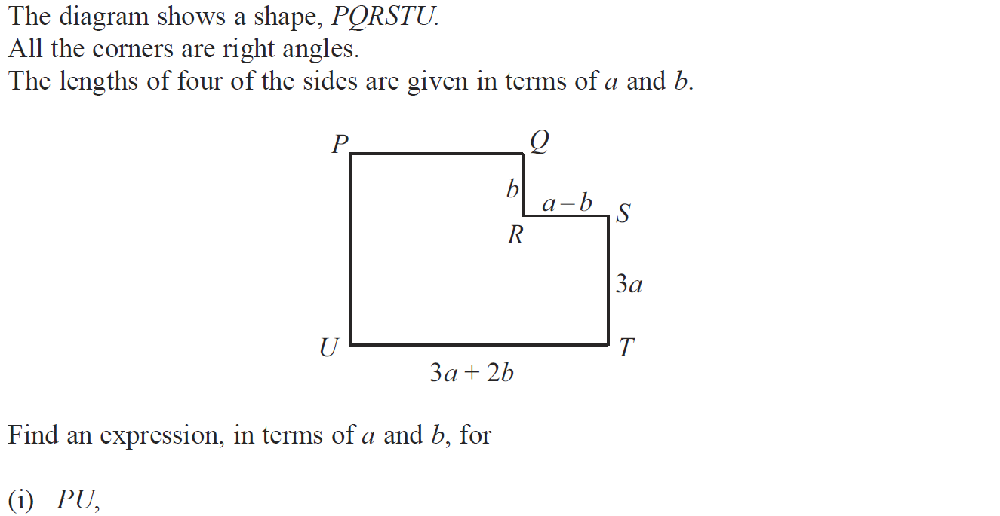 The diagram shows a shape, PQRSTU.
All the corners are right angles.
The lengths of four of the sides are given in terms of a and b.
P
Q
b
a – b
S
R
3a
U
T
3a + 2b
Find an expression, in terms of a and b, for
(i) PU,